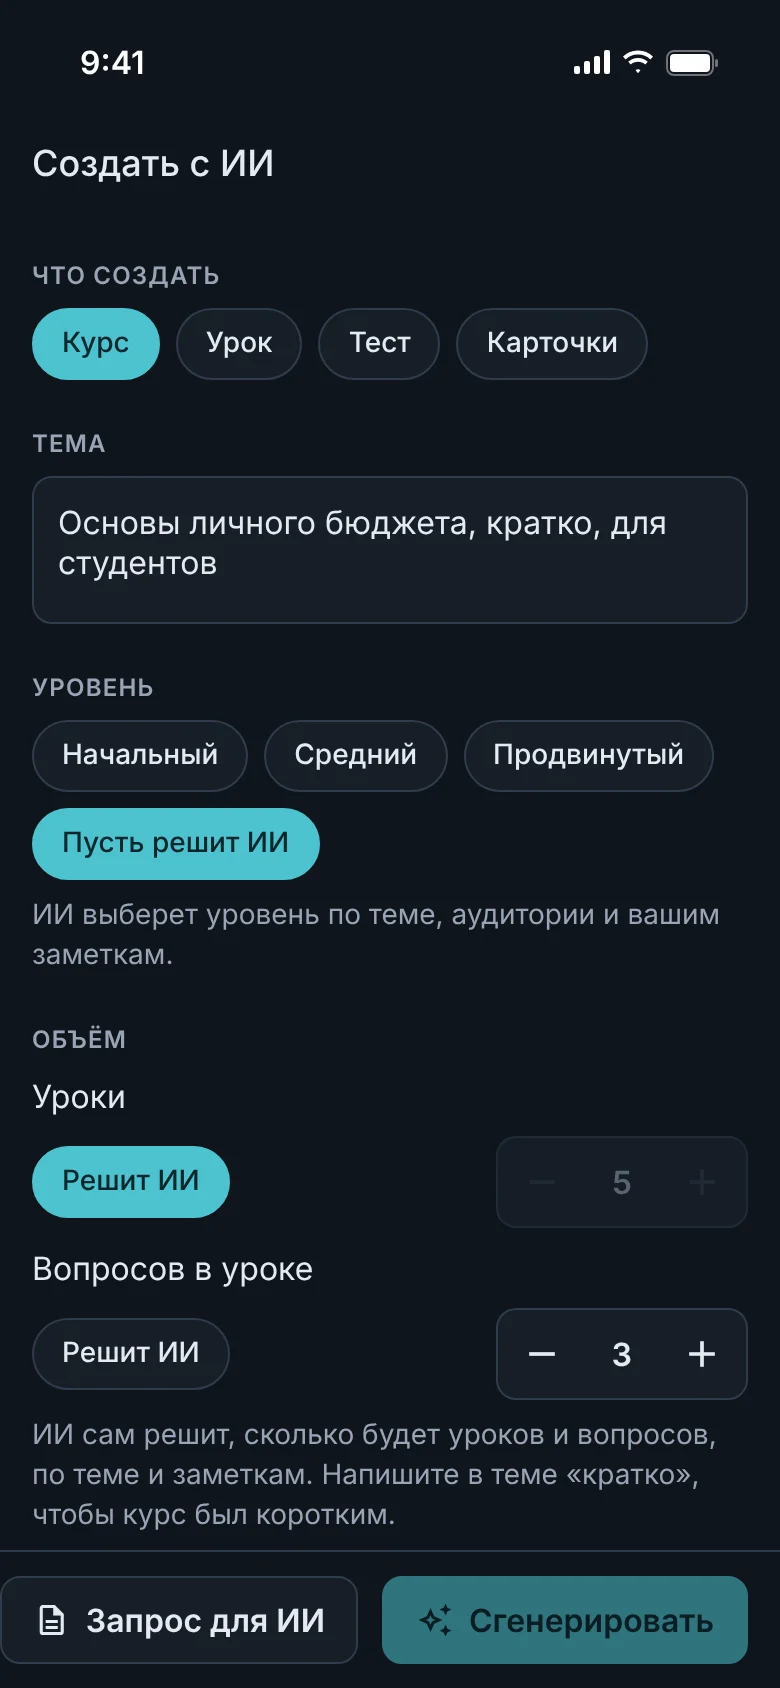 9:41
Создать с ИИ
ЧТО СОЗДАТЬ
Курс Урок Тест Карточки
ТЕМА
Основы личного бюджета, кратко, для
студентов
УРОВЕНЬ
Начальный Средний Продвинутый
Пусть решит ИИ
ИИ выберет уровень по теме, аудитории и вашим
заметкам.
ОБЪЁМ
Уроки
Решит ИИ − 5 +
Вопросов в уроке
Решит ИИ − 3 +
ИИ сам решит, сколько будет уроков и вопросов,
по теме и заметкам. Напишите в теме «кратко»,
чтобы курс был коротким.
Запрос для ИИ Сгенерировать